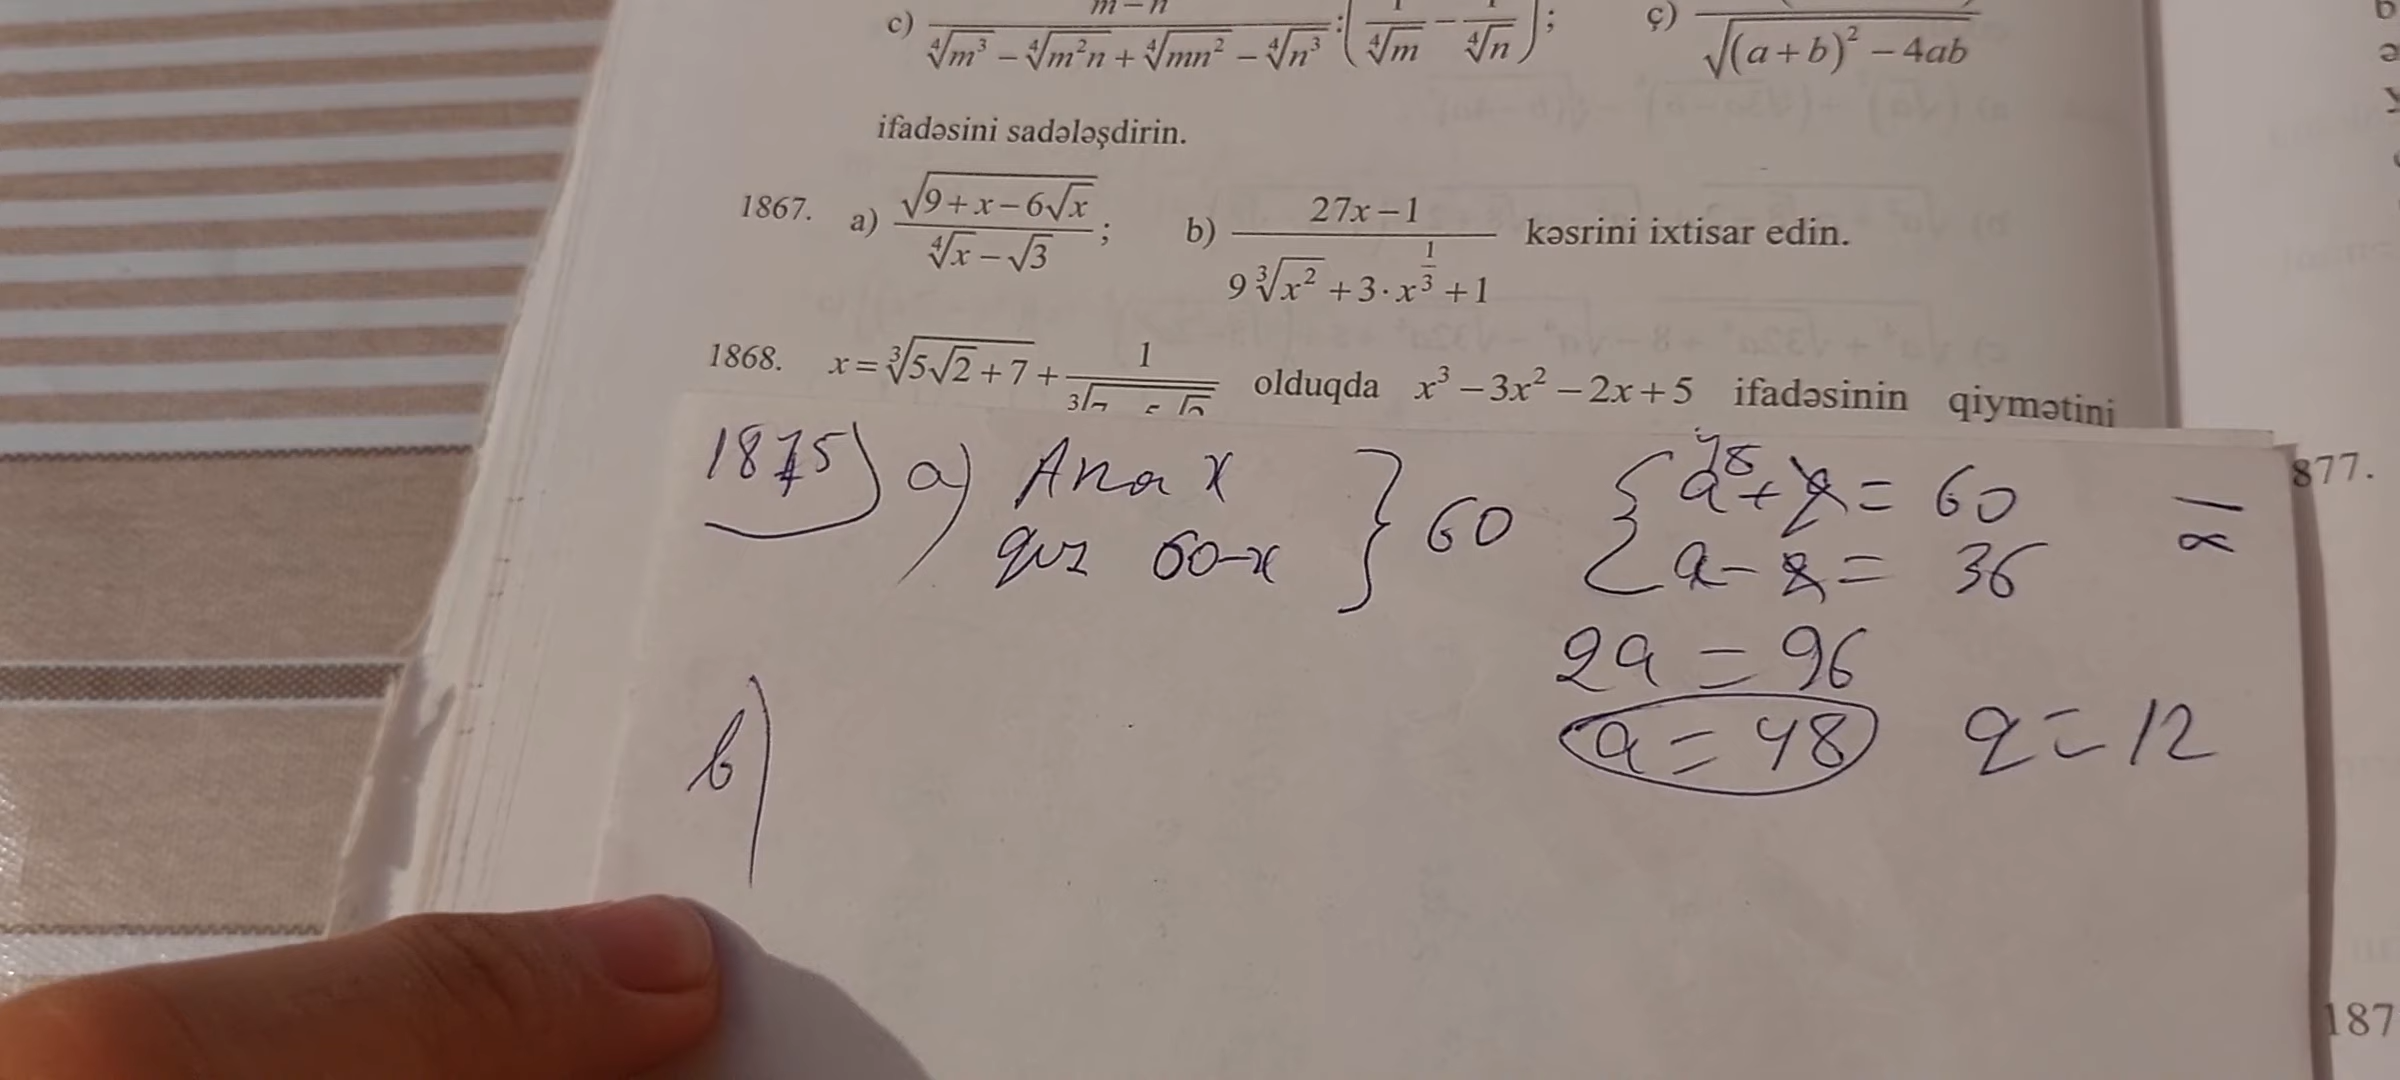 c) m − n / ∜m³ − ∜m²n + ∜mn² − ∜n³ : (1/∜m − 1/∜n);  ç) √(a+b)² − 4ab
ifadəsini sadələşdirin.
1867. a) √9+x−6√x / ∜x − √3;  b) 27x−1 / 9∛x² + 3·x^1/3 + 1 kəsrini ixtisar edin.
1868. x = ∛5√2+7 + 1 / olduqda x³ − 3x² − 2x + 5 ifadəsinin qiymətini
1875) a) Ana x } 60
qız 60−x
{ a + q = 60
48
a − q = 36
2a = 96
a = 48  q = 12
b)
877.
187